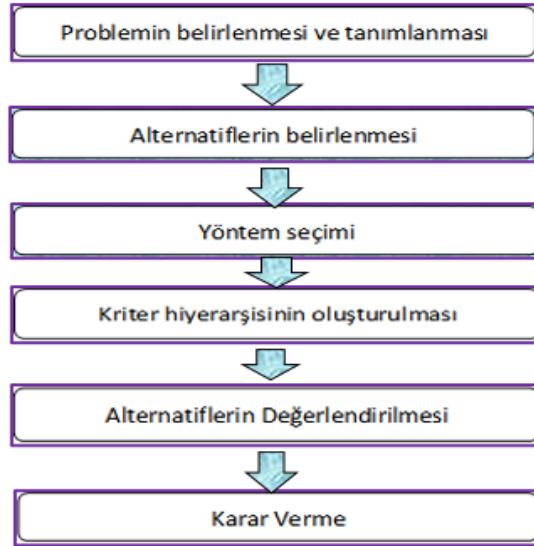 Problemin belirlenmesi ve tanımlanması
Alternatiflerin belirlenmesi
Yöntem seçimi
Kriter hiyerarşisinin oluşturulması
Alternatiflerin Değerlendirilmesi
Karar Verme